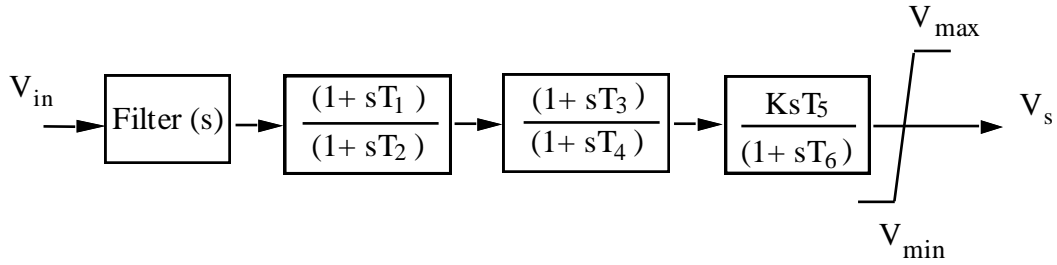 V_in
Filter (s)
(1+ sT_1)
(1+ sT_2)
(1+ sT_3)
(1+ sT_4)
KsT_5
(1+ sT_6)
V_max
V_min
V_s